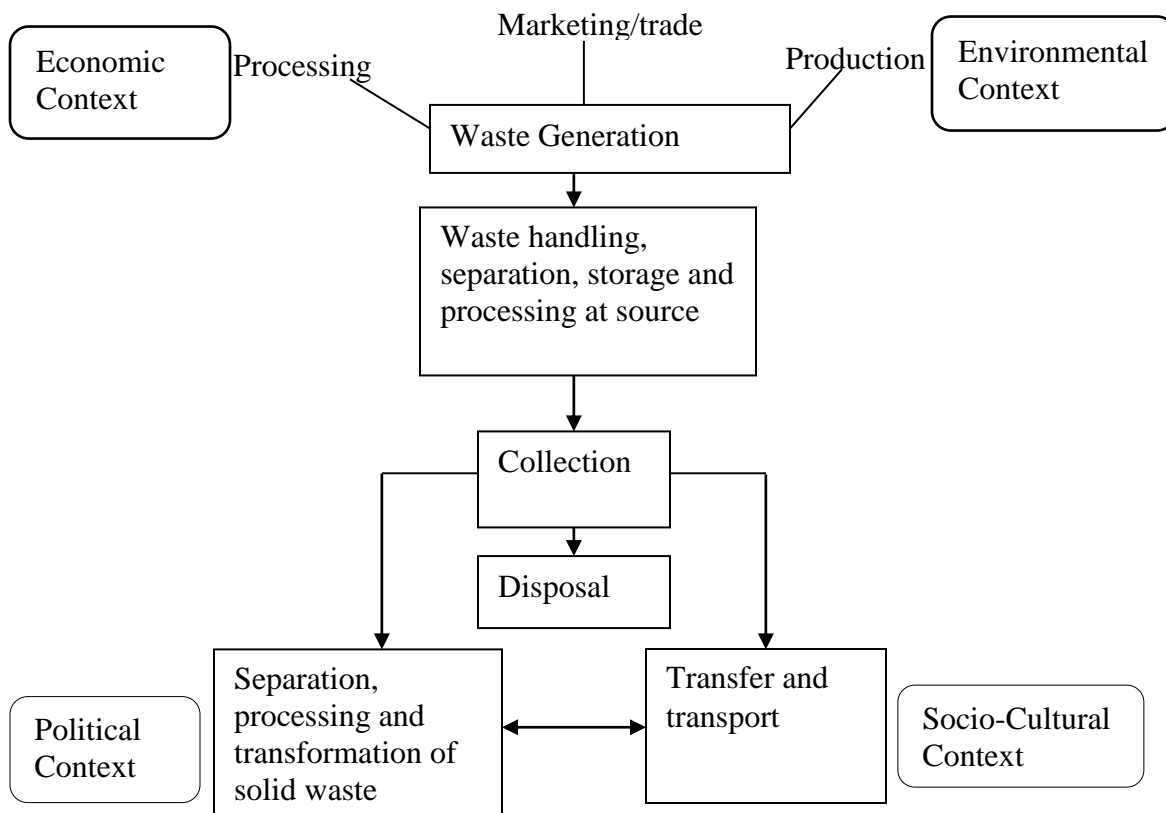 Marketing/trade
Economic
Context
Processing
Production
Environmental
Context
Waste Generation
Waste handling,
separation, storage and
processing at source
Collection
Disposal
Separation,
processing and
transformation of
solid waste
Transfer and
transport
Political
Context
Socio-Cultural
Context